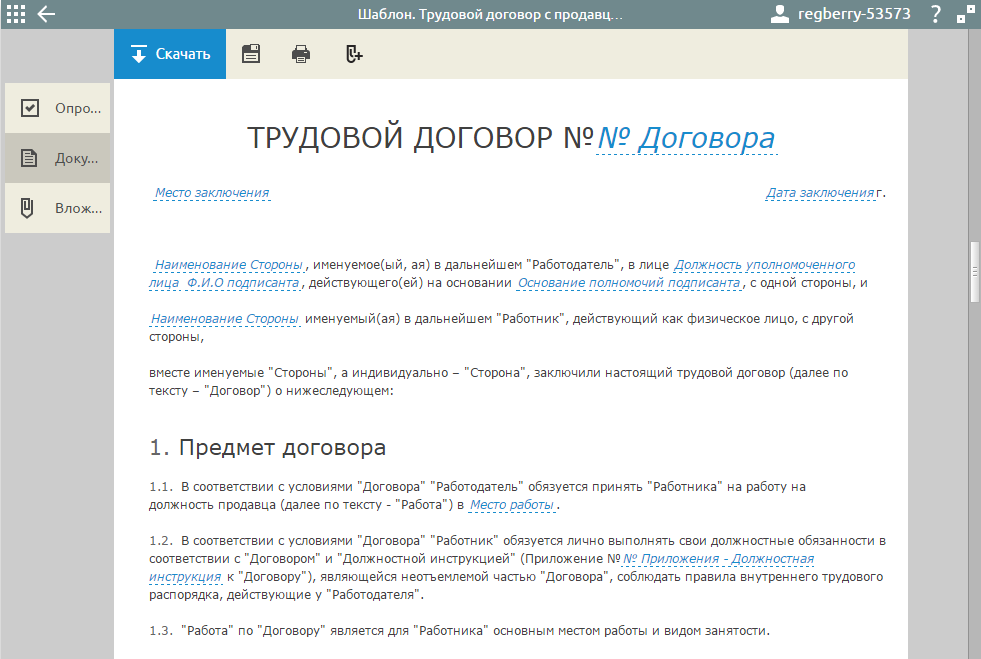 Шаблон. Трудовой договор с продавц...
regberry-53573 ?
Скачать
Опро...
Доку...
Влож...
ТРУДОВОЙ ДОГОВОР №№ Договора
Место заключения Дата заключенияг.
Наименование Стороны, именуемое(ый, ая) в дальнейшем "Работодатель", в лице Должность уполномоченного
лица Ф.И.О подписанта, действующего(ей) на основании Основание полномочий подписанта, с одной стороны, и
Наименование Стороны именуемый(ая) в дальнейшем "Работник", действующий как физическое лицо, с другой
стороны,
вместе именуемые "Стороны", а индивидуально – "Сторона", заключили настоящий трудовой договор (далее по
тексту – "Договор") о нижеследующем:
1. Предмет договора
1.1. В соответствии с условиями "Договора" "Работодатель" обязуется принять "Работника" на работу на
должность продавца (далее по тексту - "Работа") в Место работы.
1.2. В соответствии с условиями "Договора" "Работник" обязуется лично выполнять свои должностные обязанности в
соответствии с "Договором" и "Должностной инструкцией" (Приложение №№ Приложения - Должностная
инструкция к "Договору"), являющейся неотъемлемой частью "Договора", соблюдать правила внутреннего трудового
распорядка, действующие у "Работодателя".
1.3. "Работа" по "Договору" является для "Работника" основным местом работы и видом занятости.